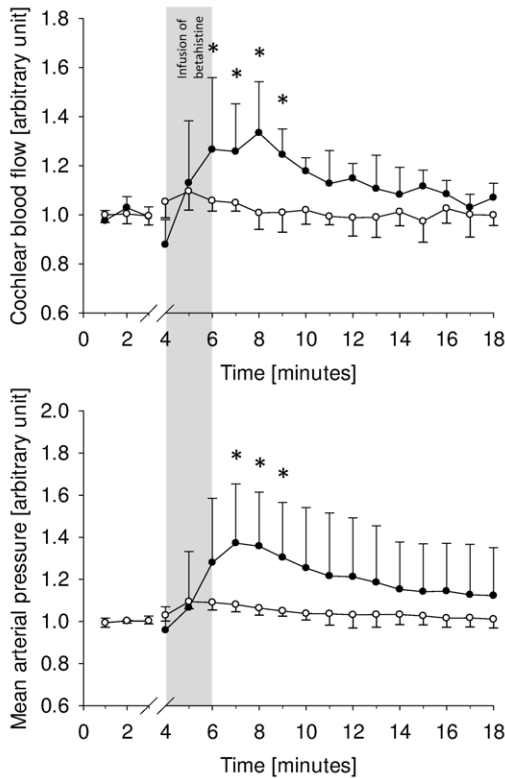 Cochlear blood flow [arbitrary unit]
1.8
1.6
1.4
1.2
1.0
0.8
0.6
Infusion of
betahistine
* * * *
0 2 4 6 8 10 12 14 16 18
Time [minutes]
Mean arterial pressure [arbitrary unit]
2.0
1.8
1.6
1.4
1.2
1.0
0.8
0.6
* * *
0 2 4 6 8 10 12 14 16 18
Time [minutes]